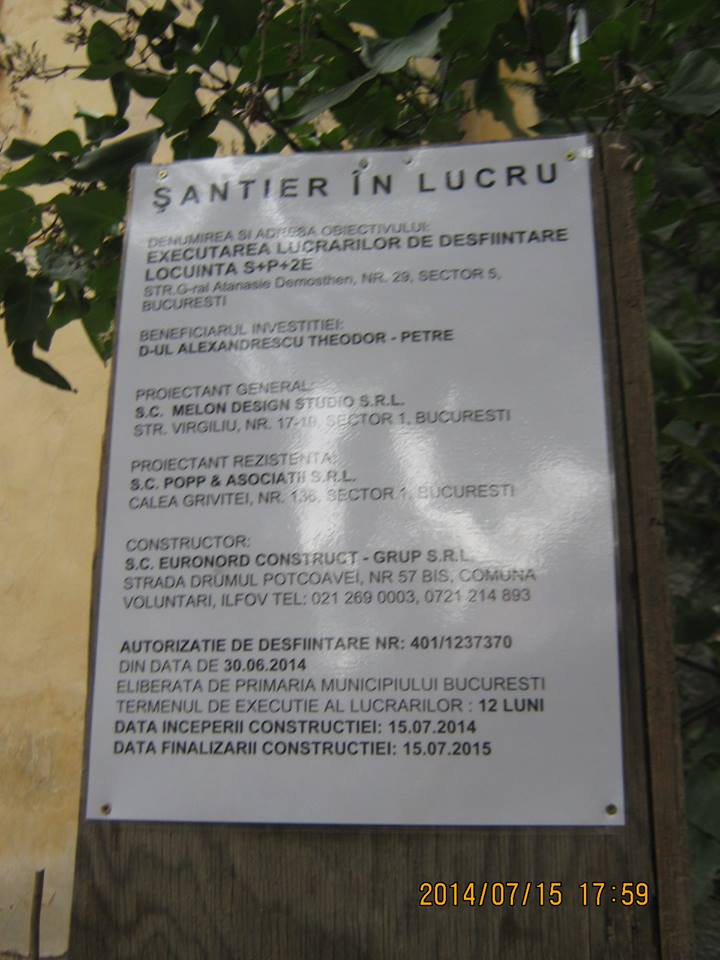 ŞANTIER ÎN LUCRU
DENUMIREA SI ADRESA OBIECTIVULUI:
EXECUTAREA LUCRARILOR DE DESFIINTARE
LOCUINTA S+P+2E
STR.G-ral Atanasie Demosthen, NR. 29, SECTOR 5,
BUCURESTI
BENEFICIARUL INVESTITIEI:
D-UL ALEXANDRESCU THEODOR - PETRE
PROIECTANT GENERAL:
S.C. MELON DESIGN STUDIO S.R.L.
STR. VIRGILIU, NR. SECTOR 1, BUCURESTI
PROIECTANT REZISTENTA:
S.C. POPP & ASOCIATII S.R.L.
CALEA GRIVITEI, NR. 136, SECTOR 1, BUCURESTI
CONSTRUCTOR:
S.C. EURONORD CONSTRUCT - GRUP S.R.L.
STRADA DRUMUL POTCOAVEI, NR 57 BIS, COMUNA
VOLUNTARI, ILFOV TEL: 021 269 0003, 0721 214 893
AUTORIZATIE DE DESFIINTARE NR: 401/1237370
DIN DATA DE 30.06.2014
ELIBERATA DE PRIMARIA MUNICIPIULUI BUCURESTI
TERMENUL DE EXECUTIE AL LUCRARILOR : 12 LUNI
DATA INCEPERII CONSTRUCTIEI: 15.07.2014
DATA FINALIZARII CONSTRUCTIEI: 15.07.2015
2014/07/15 17:59